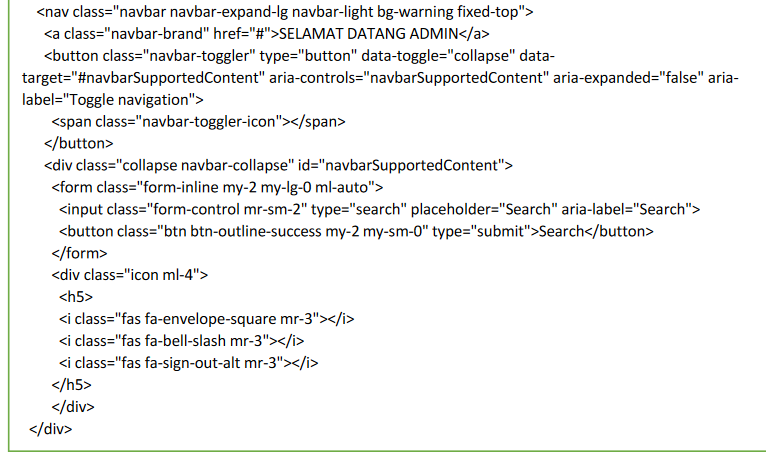 <nav class="navbar navbar-expand-lg navbar-light bg-warning fixed-top">
<a class="navbar-brand" href="#">SELAMAT DATANG ADMIN</a>
<button class="navbar-toggler" type="button" data-toggle="collapse" data-
target="#navbarSupportedContent" aria-controls="navbarSupportedContent" aria-expanded="false" aria-
label="Toggle navigation">
<span class="navbar-toggler-icon"></span>
</button>
<div class="collapse navbar-collapse" id="navbarSupportedContent">
<form class="form-inline my-2 my-lg-0 ml-auto">
<input class="form-control mr-sm-2" type="search" placeholder="Search" aria-label="Search">
<button class="btn btn-outline-success my-2 my-sm-0" type="submit">Search</button>
</form>
<div class="icon ml-4">
<h5>
<i class="fas fa-envelope-square mr-3"></i>
<i class="fas fa-bell-slash mr-3"></i>
<i class="fas fa-sign-out-alt mr-3"></i>
</h5>
</div>
</div>